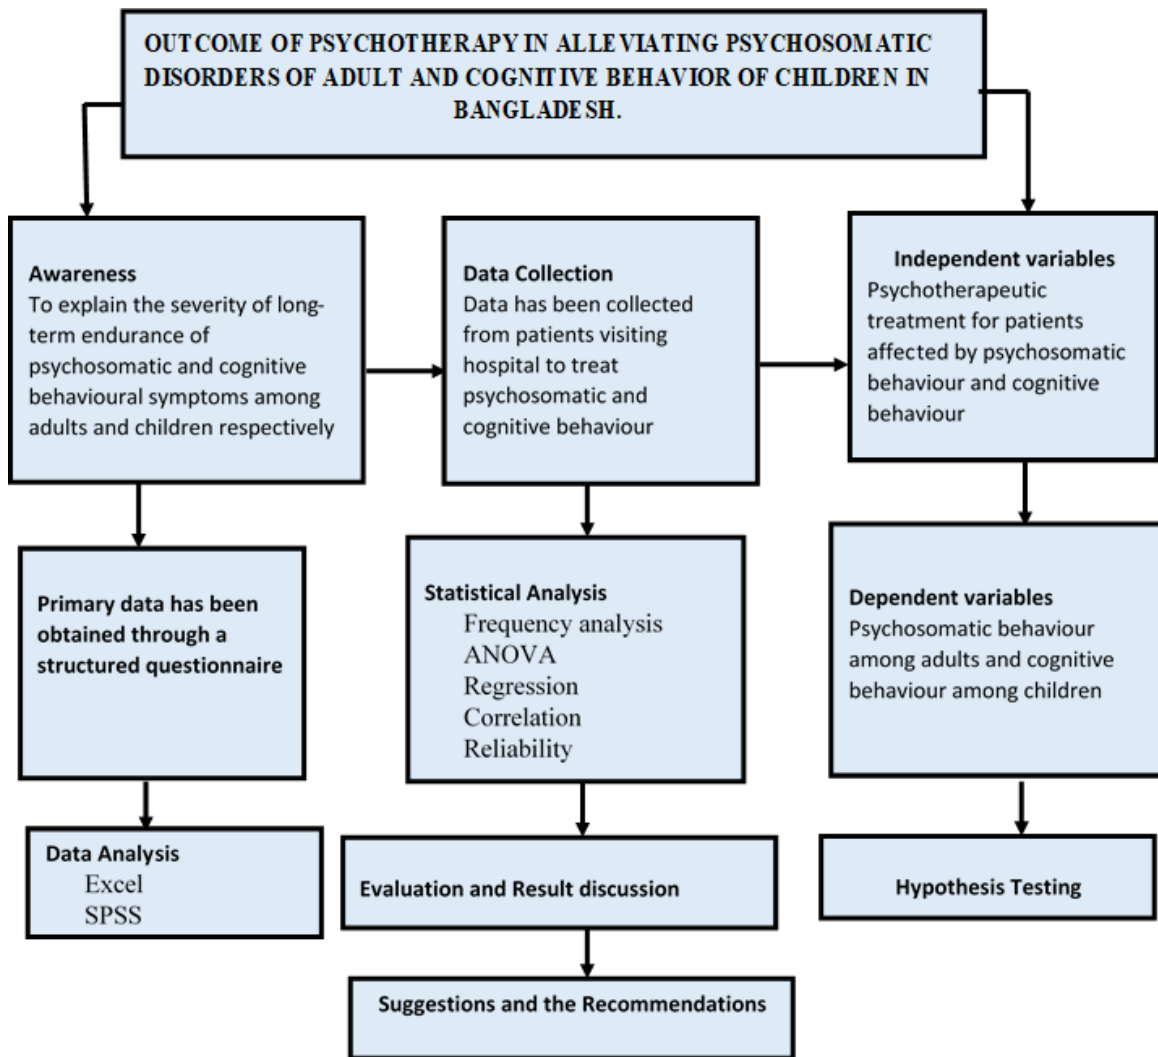 OUTCOME OF PSYCHOTHERAPY IN ALLEVIATING PSYCHOSOMATIC
DISORDERS OF ADULT AND COGNITIVE BEHAVIOR OF CHILDREN IN
BANGLADESH.
Awareness
To explain the severity of long-
term endurance of
psychosomatic and cognitive
behavioural symptoms among
adults and children respectively
Data Collection
Data has been collected
from patients visiting
hospital to treat
psychosomatic and
cognitive behaviour
Independent variables
Psychotherapeutic
treatment for patients
affected by psychosomatic
behaviour and cognitive
behaviour
Primary data has been
obtained through a
structured questionnaire
Statistical Analysis
Frequency analysis
ANOVA
Regression
Correlation
Reliability
Dependent variables
Psychosomatic behaviour
among adults and cognitive
behaviour among children
Data Analysis
Excel
SPSS
Evaluation and Result discussion
Hypothesis Testing
Suggestions and the Recommendations